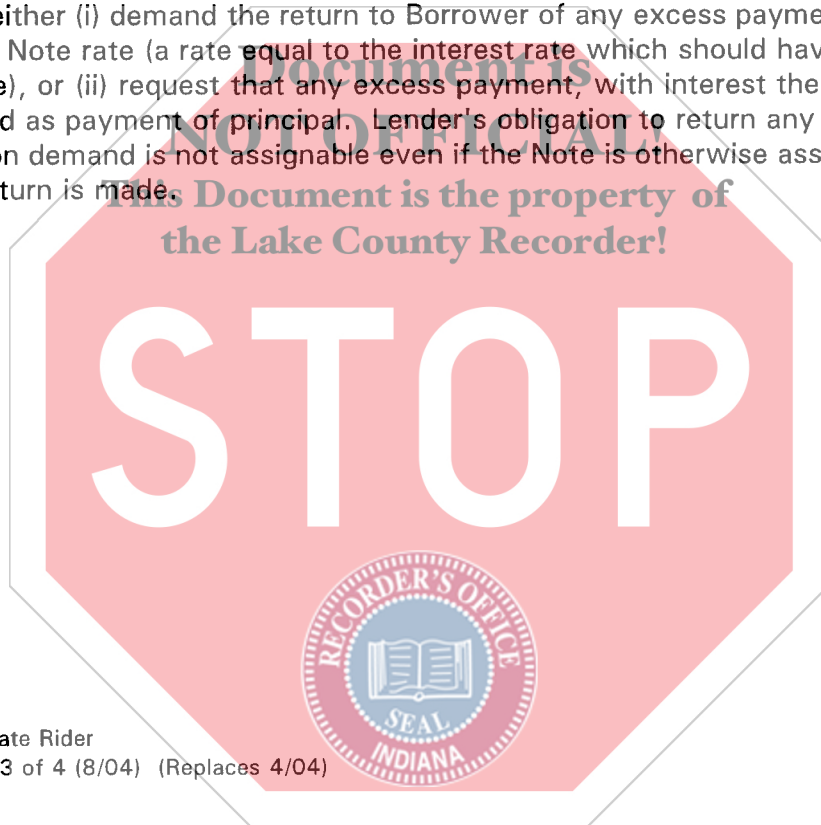 either (i) demand the return to Borrower of any excess payme
Note rate (a rate equal to the interest rate which should hav
e), or (ii) request that any excess payment, with interest the
d as payment of principal. Lender's obligation to return any
on demand is not assignable even if the Note is otherwise ass
turn is made.
Document is
NOT OFFICIAL!
This Document is the property of
the Lake County Recorder!
STOP
RECORDER'S OFFICE
SEAL
INDIANA
ate Rider
3 of 4 (8/04) (Replaces 4/04)